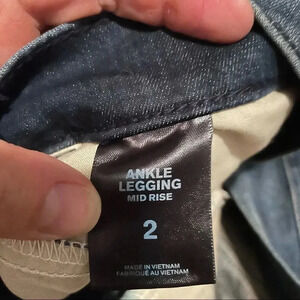 ANKLE
LEGGING
MID RISE
2
MADE IN VIETNAM
FABRIQUÉ AU VIETNAM